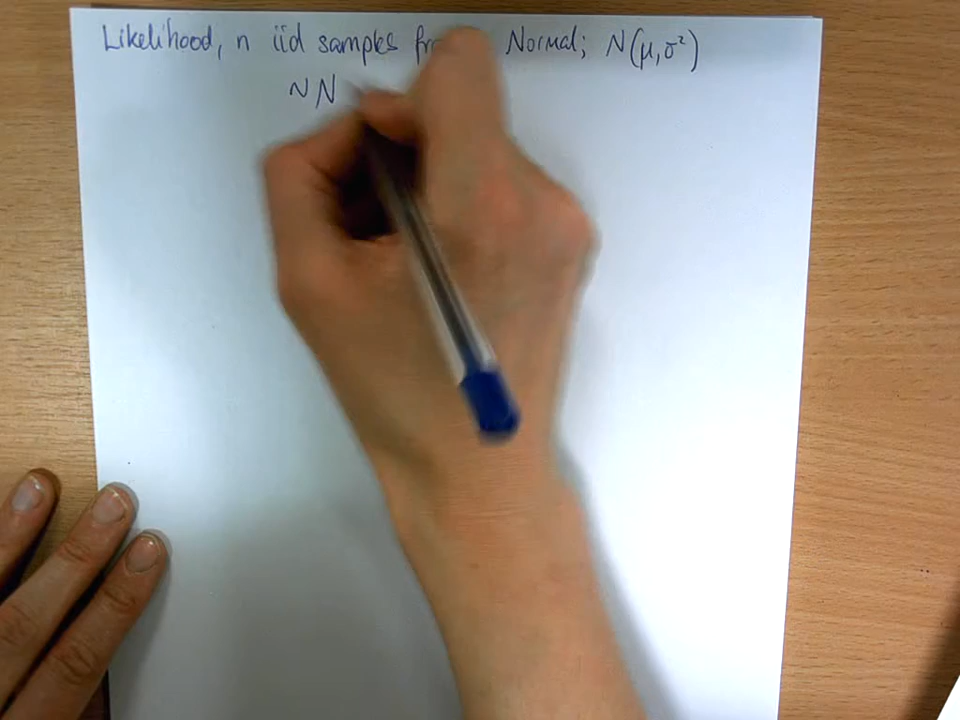 Likelihood, n iid samples Normal; N(μ,σ²)
~N